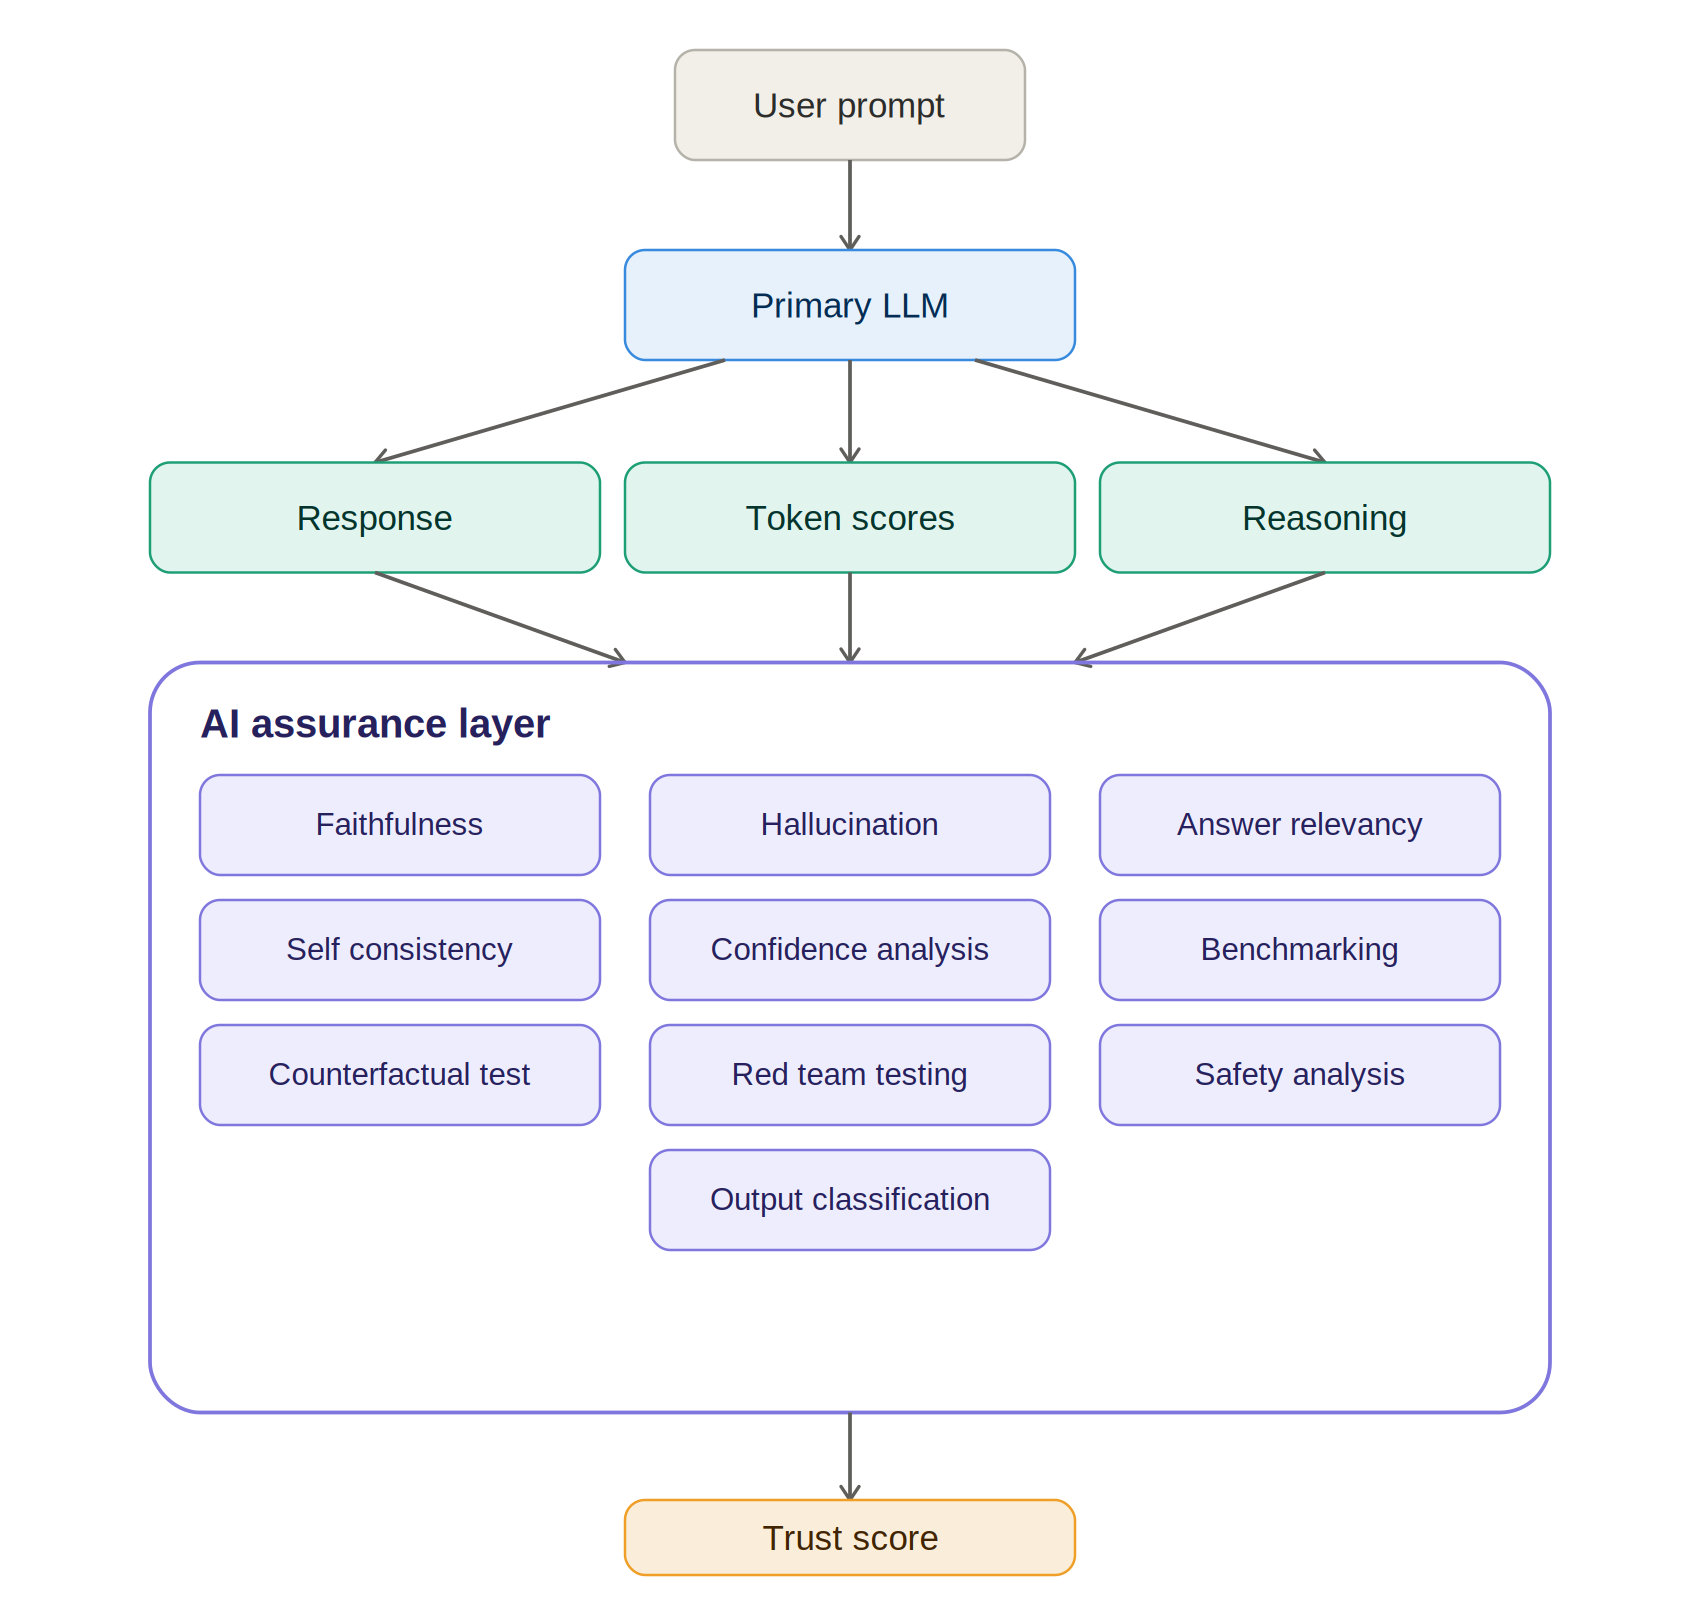 User prompt
Primary LLM
Response
Token scores
Reasoning
AI assurance layer
Faithfulness
Hallucination
Answer relevancy
Self consistency
Confidence analysis
Benchmarking
Counterfactual test
Red team testing
Safety analysis
Output classification
Trust score